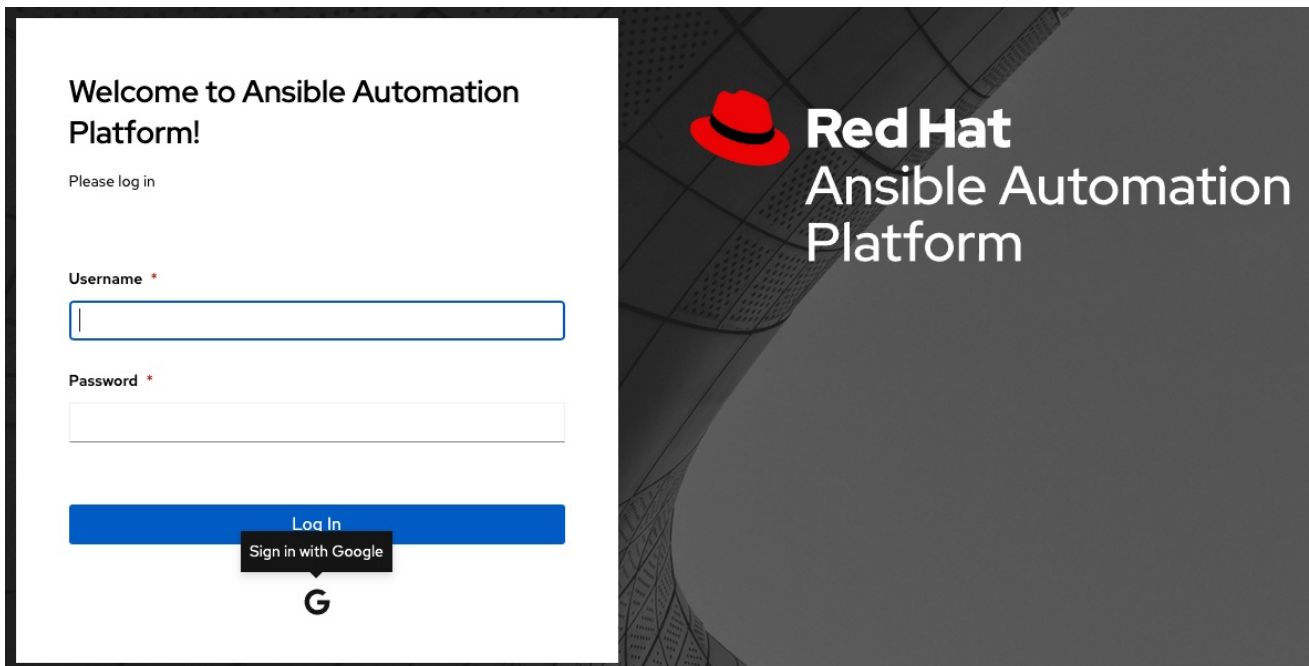 Welcome to Ansible Automation
Platform!
Please log in
Username *
Password *
Log In
Sign in with Google
G
Red Hat
Ansible Automation
Platform